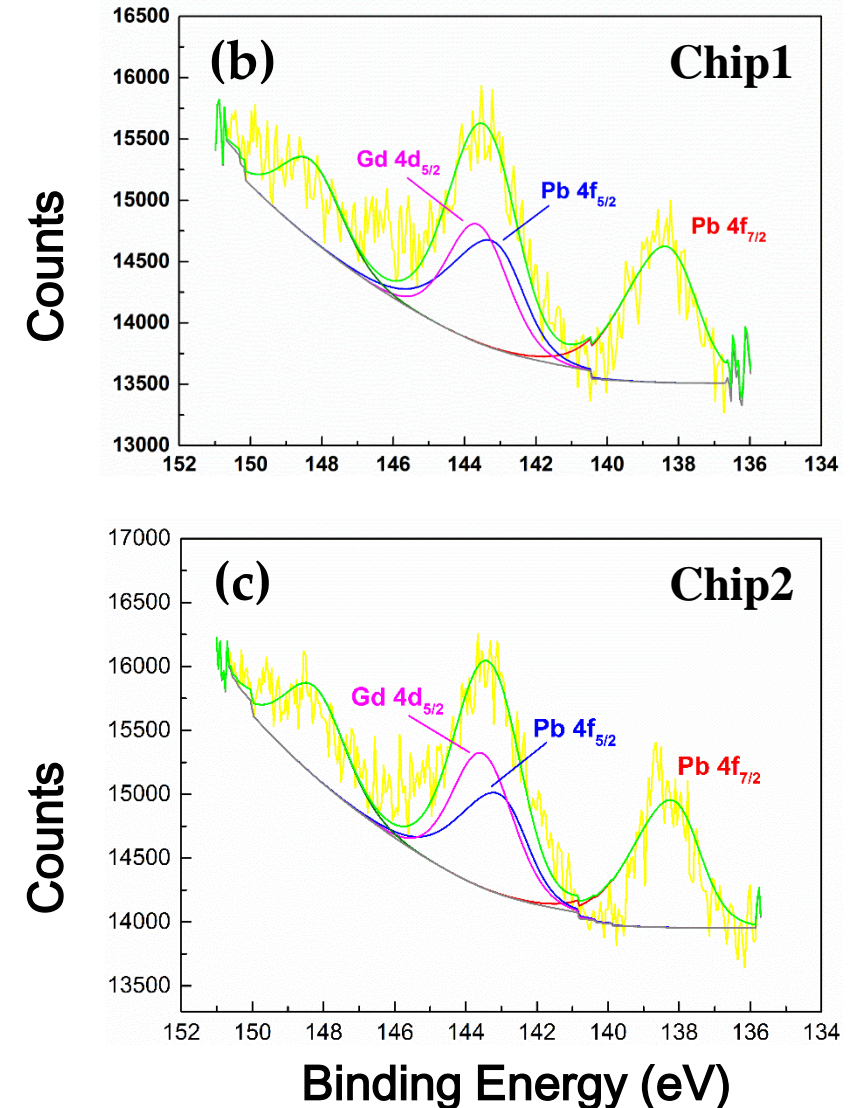 16500
(b)
Chip1
16000
15500
Gd 4d5/2
Pb 4f5/2
15000
Pb 4f7/2
14500
14000
13500
13000
152 150 148 146 144 142 140 138 136 134
Counts
17000
(c)
Chip2
16500
16000
Gd 4d5/2
15500
Pb 4f5/2
Pb 4f7/2
15000
14500
14000
13500
152 150 148 146 144 142 140 138 136 134
Counts
Binding Energy (eV)